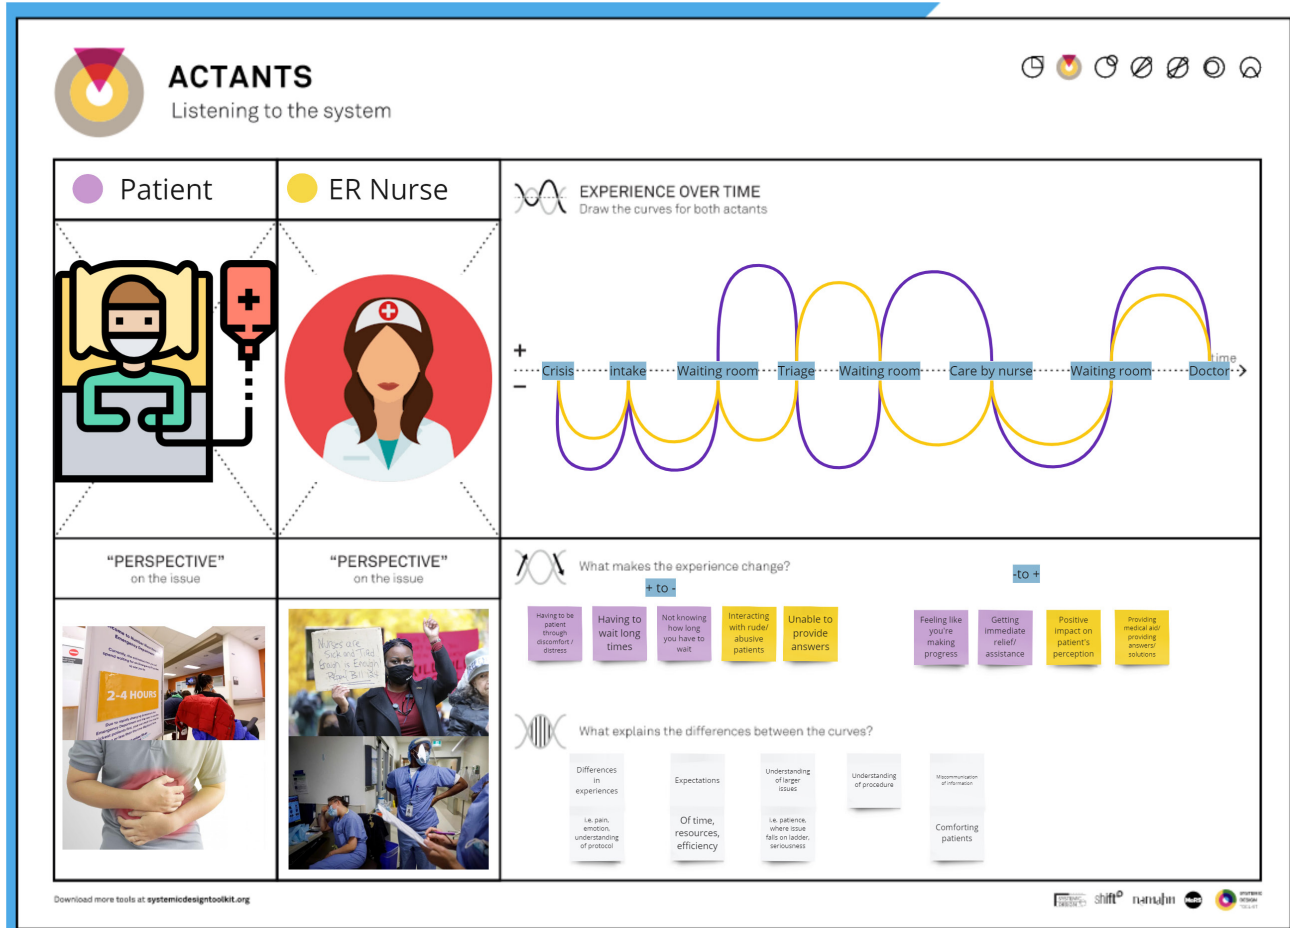 ACTANTS
Listening to the system
Patient
ER Nurse
EXPERIENCE OVER TIME
Draw the curves for both actants
+
−
time
Crisis
intake
Waiting room
Triage
Waiting room
Care by nurse
Waiting room
Doctor
“PERSPECTIVE”
on the issue
“PERSPECTIVE”
on the issue
What makes the experience change?
+ to -
-to +
Having to be
patient
through
discomfort /
distress
Having to
wait long
times
Not knowing
how long
you have to
wait
Interacting
with rude/
abusive
patients
Unable to
provide
answers
Feeling like
you're
making
progress
Getting
immediate
relief/
assistance
Positive
impact on
patient's
perception
Providing
medical aid/
providing
answers/
solutions
2-4 HOURS
Nurses are
Sick and Tired
Enough is Enough!
What explains the differences between the curves?
Differences
in
experiences
Expectations
Understanding
of larger
issues
Understanding
of procedure
Miscommunication
of information
i.e. pain,
emotion,
understanding
of protocol
Of time,
resources,
efficiency
i.e. patience,
where issue
falls on ladder,
seriousness
Comforting
patients
Download more tools at systemicdesigntoolkit.org
shift
namahn
MaRS
SYSTEMIC
DESIGN
TOOLKIT